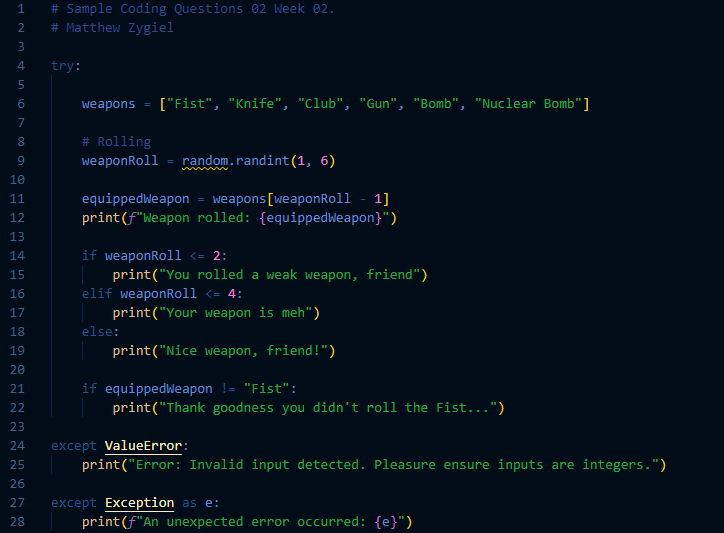 1 # Sample Coding Questions 02 Week 02.
2 # Matthew Zygiel
3
4 try:
5
6     weapons = ["Fist", "Knife", "Club", "Gun", "Bomb", "Nuclear Bomb"]
7
8     # Rolling
9     weaponRoll = random.randint(1, 6)
10
11     equippedWeapon = weapons[weaponRoll - 1]
12     print(f"Weapon rolled: {equippedWeapon}")
13
14     if weaponRoll <= 2:
15         print("You rolled a weak weapon, friend")
16     elif weaponRoll <= 4:
17         print("Your weapon is meh")
18     else:
19         print("Nice weapon, friend!")
20
21     if equippedWeapon != "Fist":
22         print("Thank goodness you didn't roll the Fist...")
23
24 except ValueError:
25     print("Error: Invalid input detected. Pleasure ensure inputs are integers.")
26
27 except Exception as e:
28     print(f"An unexpected error occurred: {e}")